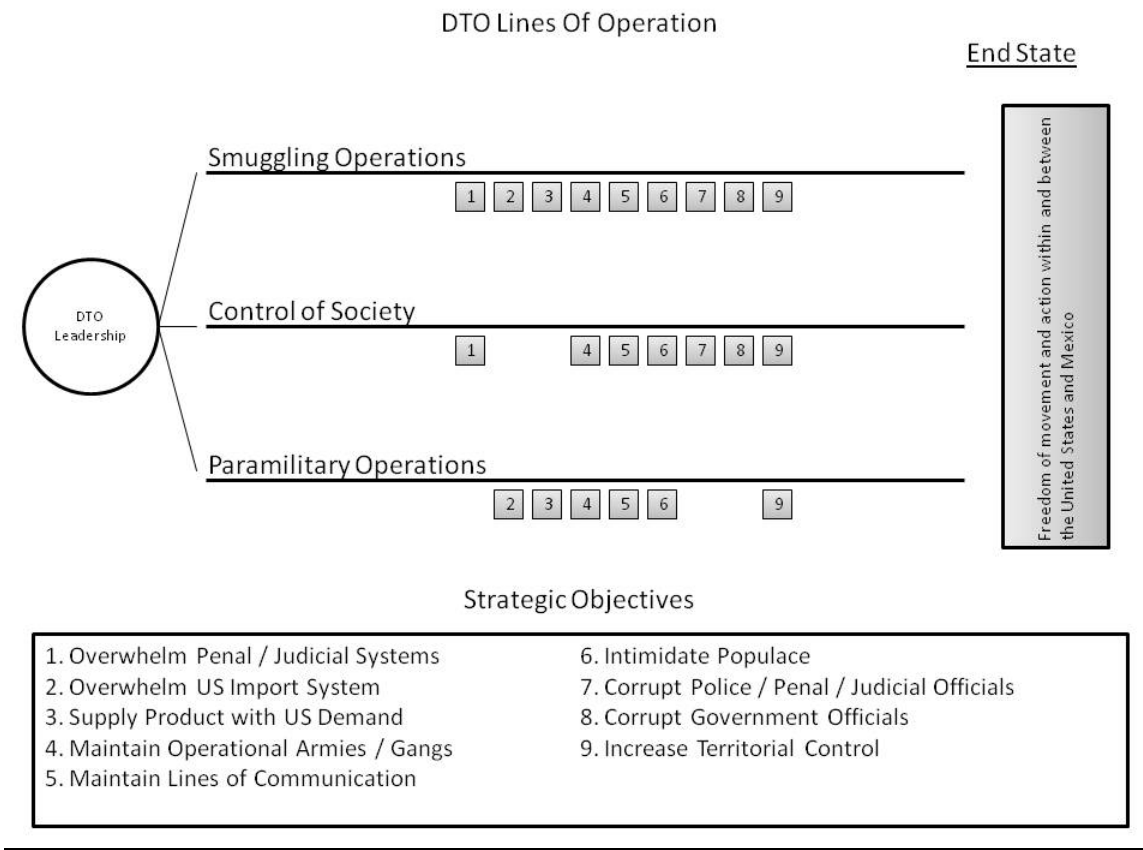 DTO Lines Of Operation
End State
Smuggling Operations
1 2 3 4 5 6 7 8 9
DTO
Leadership
Control of Society
1 4 5 6 7 8 9
Paramilitary Operations
2 3 4 5 6 9
Freedom of movement and action within and between
the United States and Mexico
Strategic Objectives
1. Overwhelm Penal / Judicial Systems
2. Overwhelm US Import System
3. Supply Product with US Demand
4. Maintain Operational Armies / Gangs
5. Maintain Lines of Communication
6. Intimidate Populace
7. Corrupt Police / Penal / Judicial Officials
8. Corrupt Government Officials
9. Increase Territorial Control